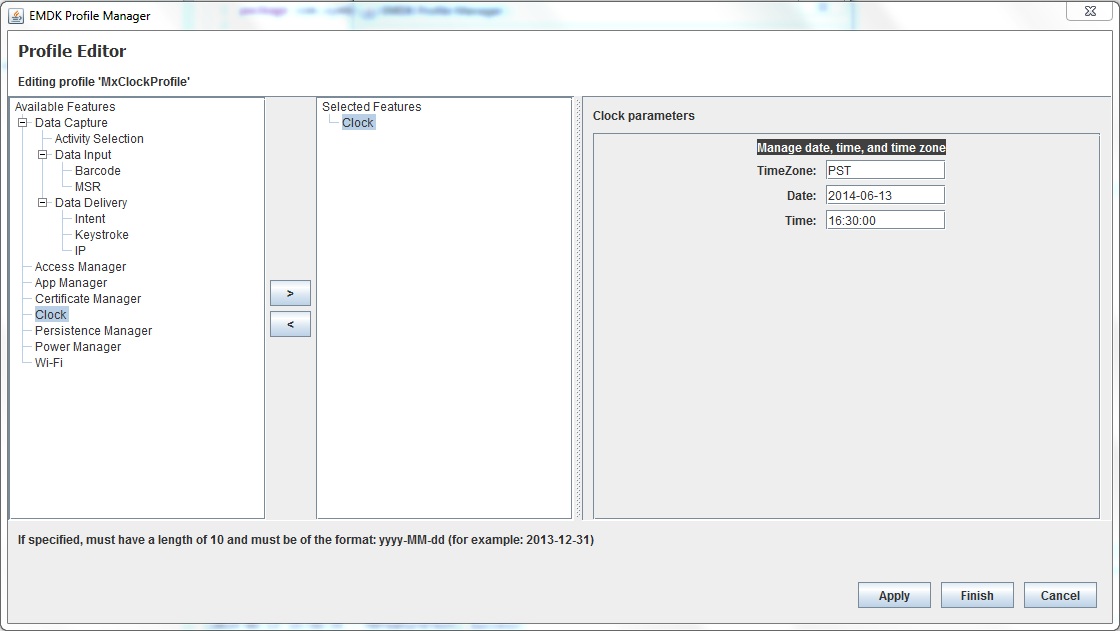 EMDK Profile Manager
Profile Editor
Editing profile 'MxClockProfile'
Available Features
Data Capture
Activity Selection
Data Input
Barcode
MSR
Data Delivery
Intent
Keystroke
IP
Access Manager
App Manager
Certificate Manager
Clock
Persistence Manager
Power Manager
Wi-Fi
>
<
Selected Features
Clock
Clock parameters
Manage date, time, and time zone
TimeZone: PST
Date: 2014-06-13
Time: 16:30:00
If specified, must have a length of 10 and must be of the format: yyyy-MM-dd (for example: 2013-12-31)
Apply Finish Cancel